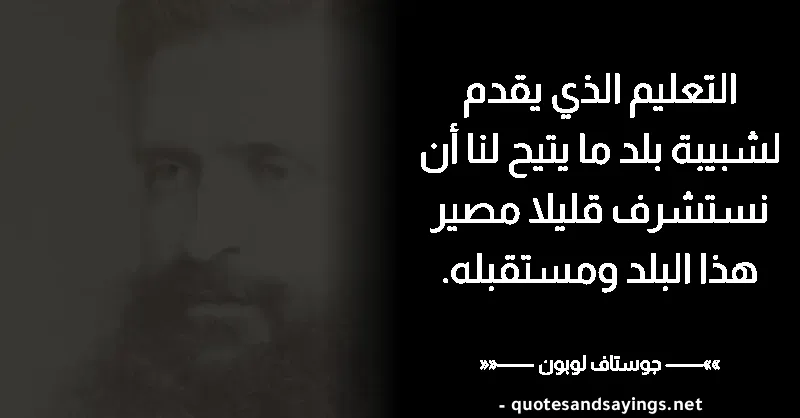 التعليم الذي يقدم
لشبيبة بلد ما يتيح لنا أن
نستشرف قليلا مصير
هذا البلد ومستقبله.
»»—— جوستاف لوبون ——««
- quotesandsayings.net